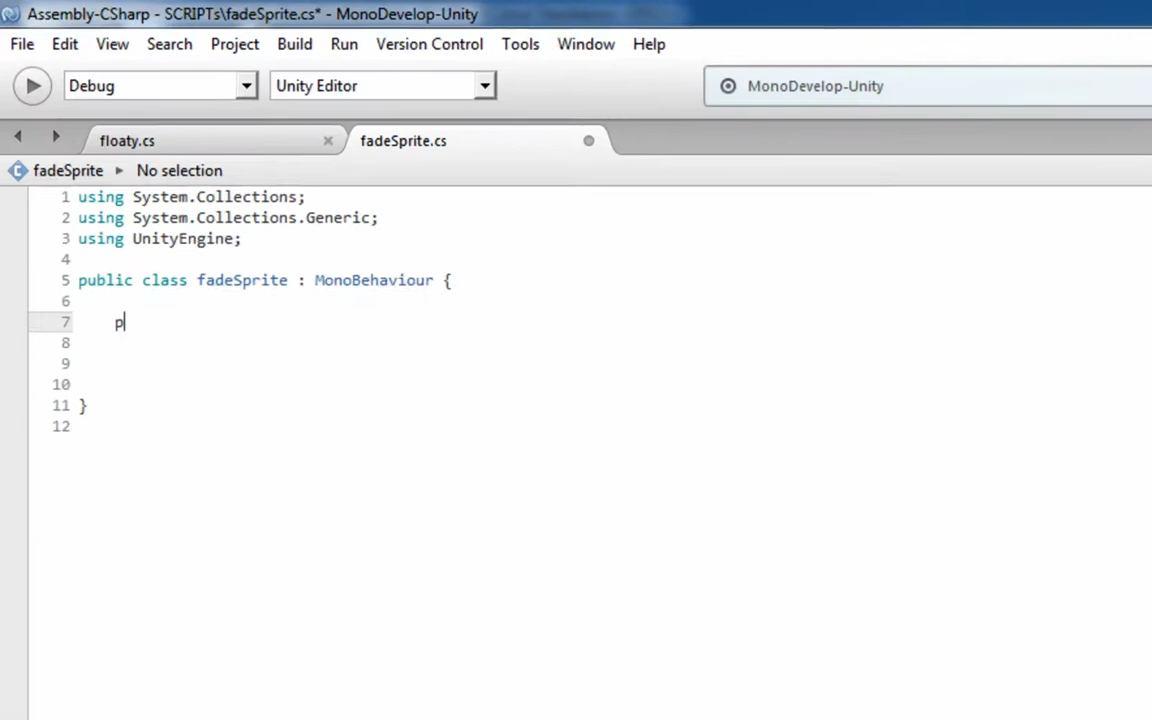 Assembly-CSharp - SCRIPTs\fadeSprite.cs* - MonoDevelop-Unity
File Edit View Search Project Build Run Version Control Tools Window Help
Debug Unity Editor MonoDevelop-Unity
floaty.cs fadeSprite.cs
fadeSprite No selection
1 using System.Collections;
2 using System.Collections.Generic;
3 using UnityEngine;
4
5 public class fadeSprite : MonoBehaviour {
6
7 p
8
9
10
11 }
12